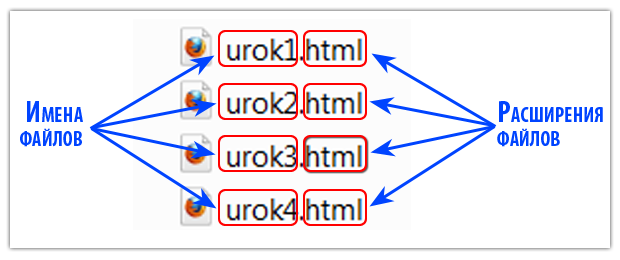 urok1.html
urok2.html
Имена
файлов
Расширения
файлов
urok3.html
urok4.html